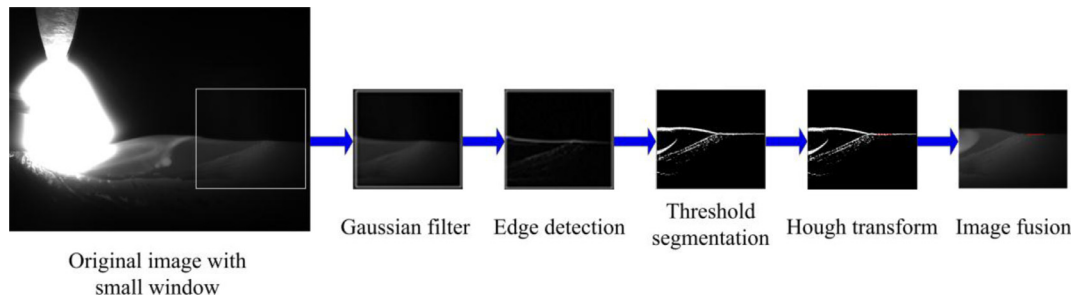 Original image with
small window
Gaussian filter
Edge detection
Threshold
segmentation
Hough transform
Image fusion